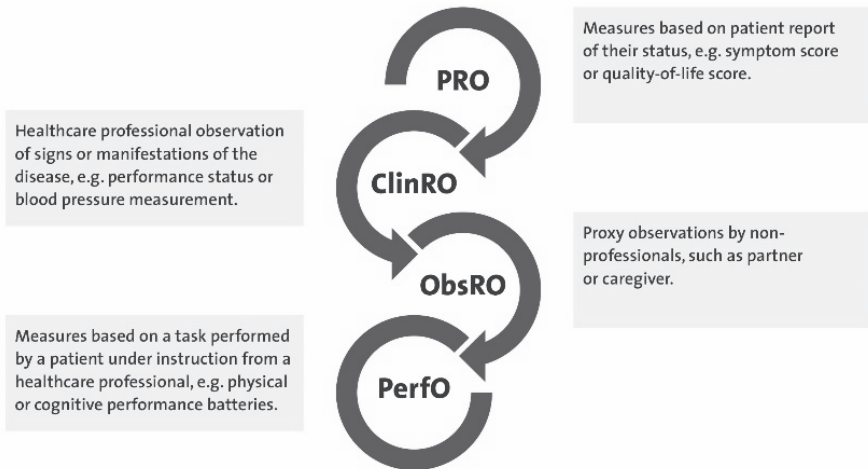 PRO
Measures based on patient report
of their status, e.g. symptom score
or quality-of-life score.
Healthcare professional observation
of signs or manifestations of the
disease, e.g. performance status or
blood pressure measurement.
ClinRO
ObsRO
Proxy observations by non-
professionals, such as partner
or caregiver.
Measures based on a task performed
by a patient under instruction from a
healthcare professional, e.g. physical
or cognitive performance batteries.
PerfO